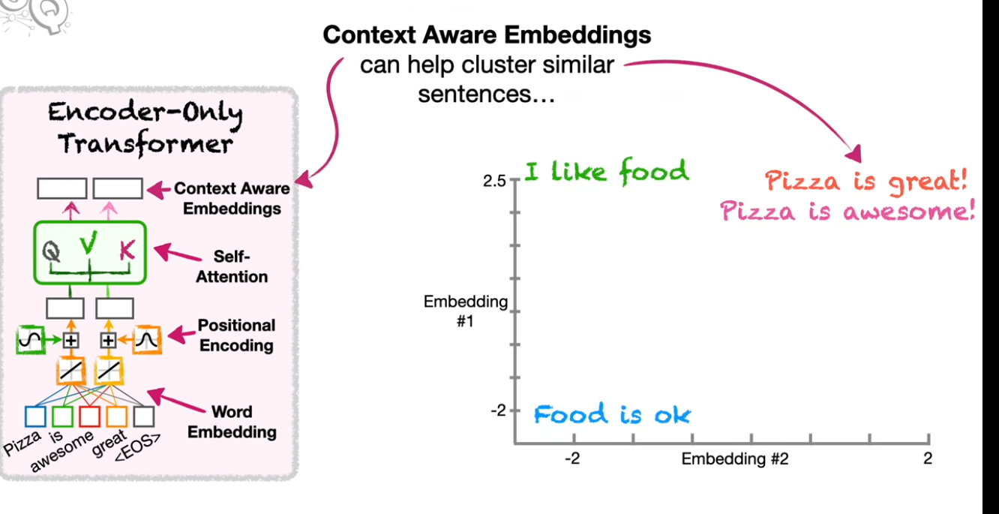 Context Aware Embeddings
can help cluster similar
sentences...
Encoder-Only
Transformer
Context Aware
Embeddings
Q V K
Self-
Attention
Positional
Encoding
Word
Embedding
Pizza is awesome great <EOS>
2.5
I like food
Pizza is great!
Pizza is awesome!
Embedding
#1
-2
Food is ok
-2
Embedding #2
2